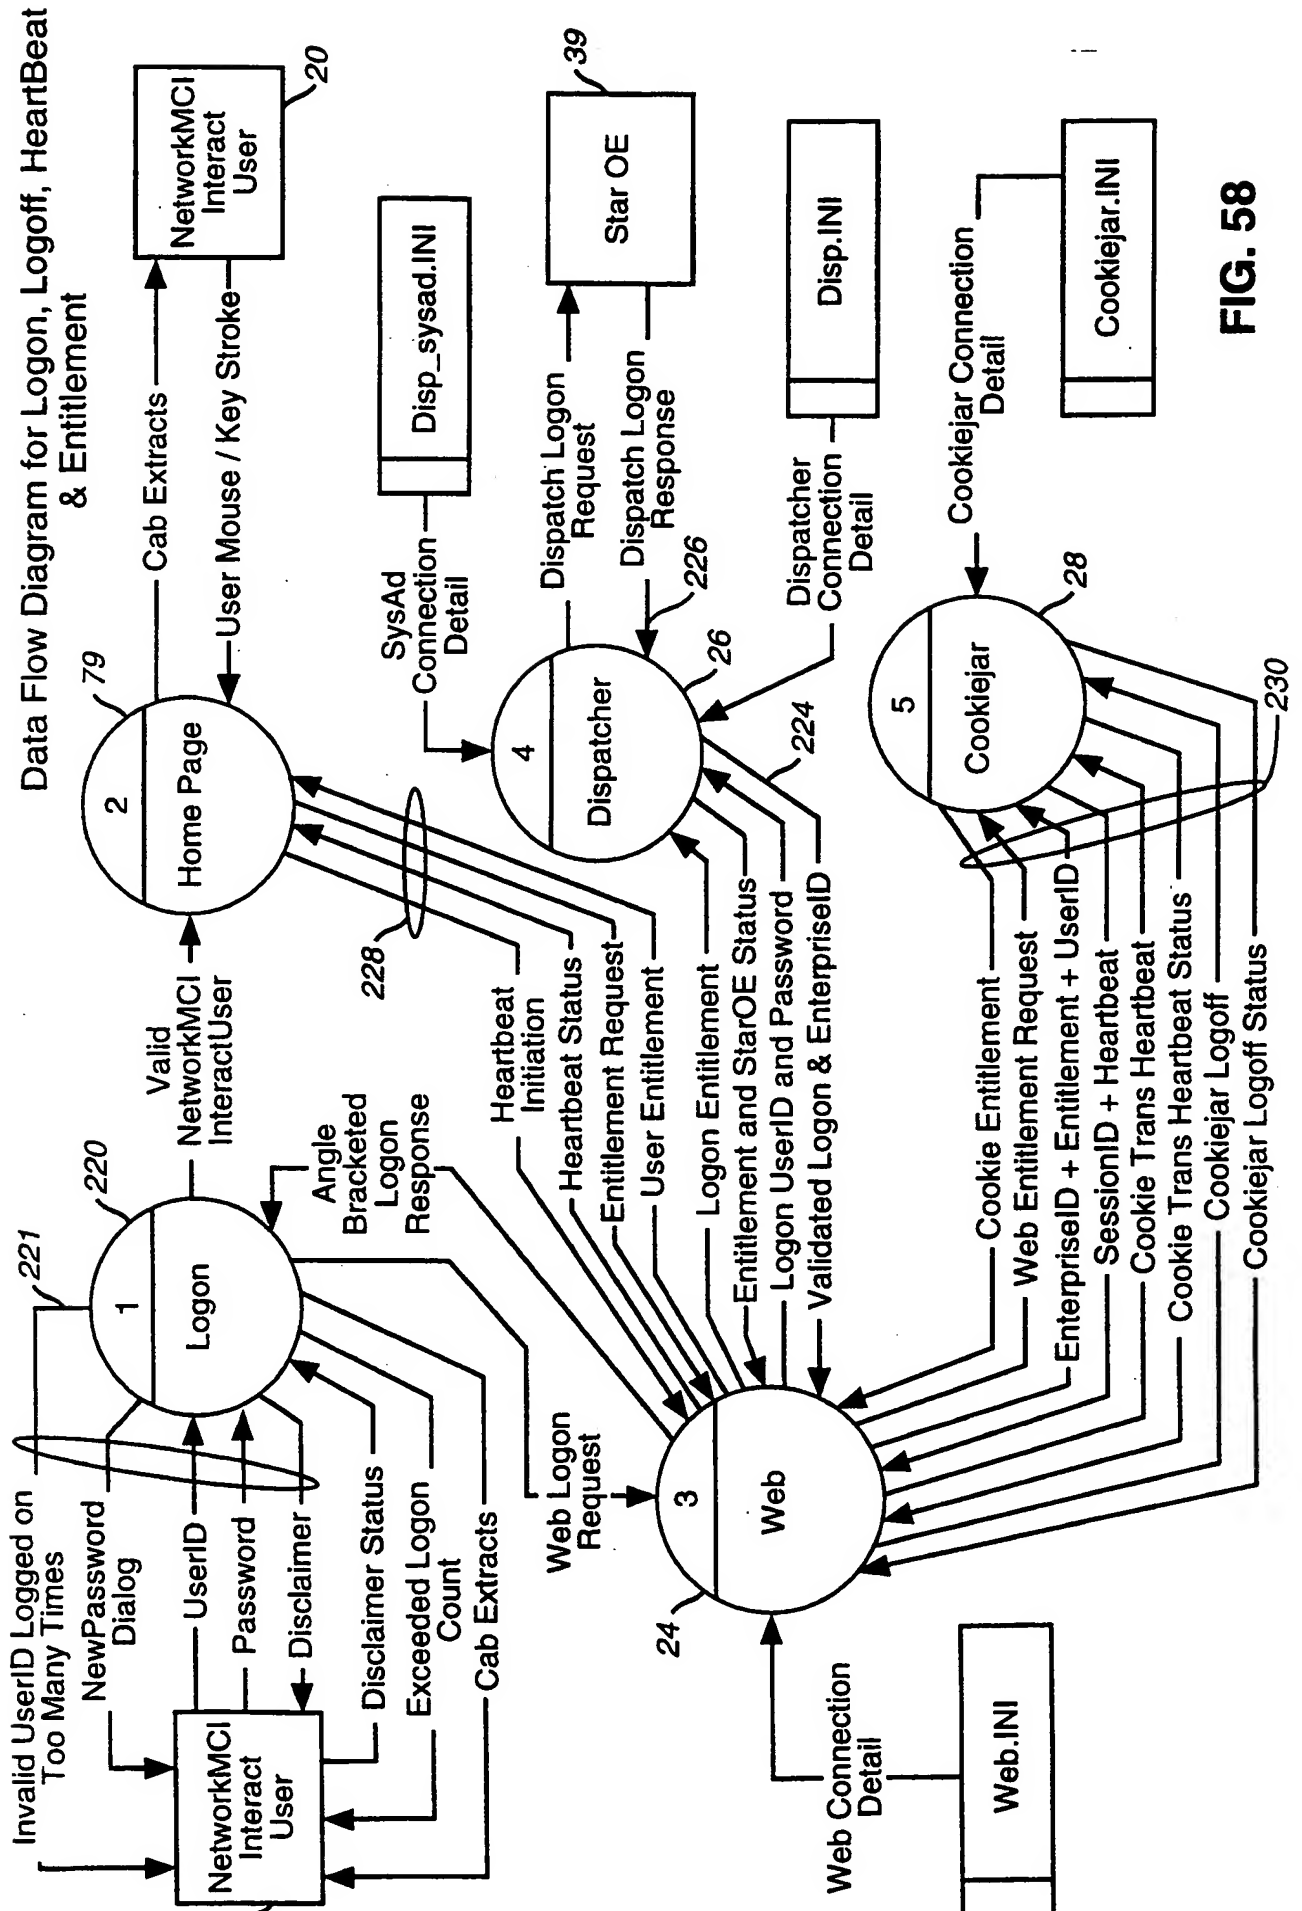 Data Flow Diagram for Logon, Logoff, HeartBeat
& Entitlement
Invalid UserID Logged on
Too Many Times
221
220
79
20
NewPassword
Dialog
1
Logon
Valid
NetworkMCI
InteractUser
2
Home Page
Cab Extracts
User Mouse / Key Stroke
NetworkMCI
Interact
User
NetworkMCI
Interact
User
UserID
Password
Disclaimer
Disclaimer Status
Exceeded Logon
Count
Cab Extracts
Angle
Bracketed
Logon
Response
228
SysAd
Connection
Detail
Disp_sysad.INI
Web Logon
Request
Heartbeat
Initiation
Heartbeat Status
Entitlement Request
User Entitlement
4
Dispatcher
26
226
224
Dispatch Logon
Request
Dispatch Logon
Response
Star OE
39
Logon Entitlement
Entitlement and StarOE Status
Logon UserID and Password
Validated Logon & EnterpriseID
Dispatcher
Connection
Detail
Disp.INI
24
3
Web
Web Connection
Detail
Web.INI
Cookie Entitlement
Web Entitlement Request
EnterpriseID + Entitlement + UserID
SessionID + Heartbeat
Cookie Trans Heartbeat
Cookie Trans Heartbeat Status
Cookiejar Logoff
Cookiejar Logoff Status
5
Cookiejar
28
230
Cookiejar Connection
Detail
Cookiejar.INI
FIG. 58